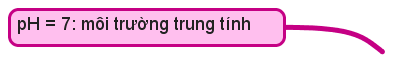 pH = 7: môi trường trung tính